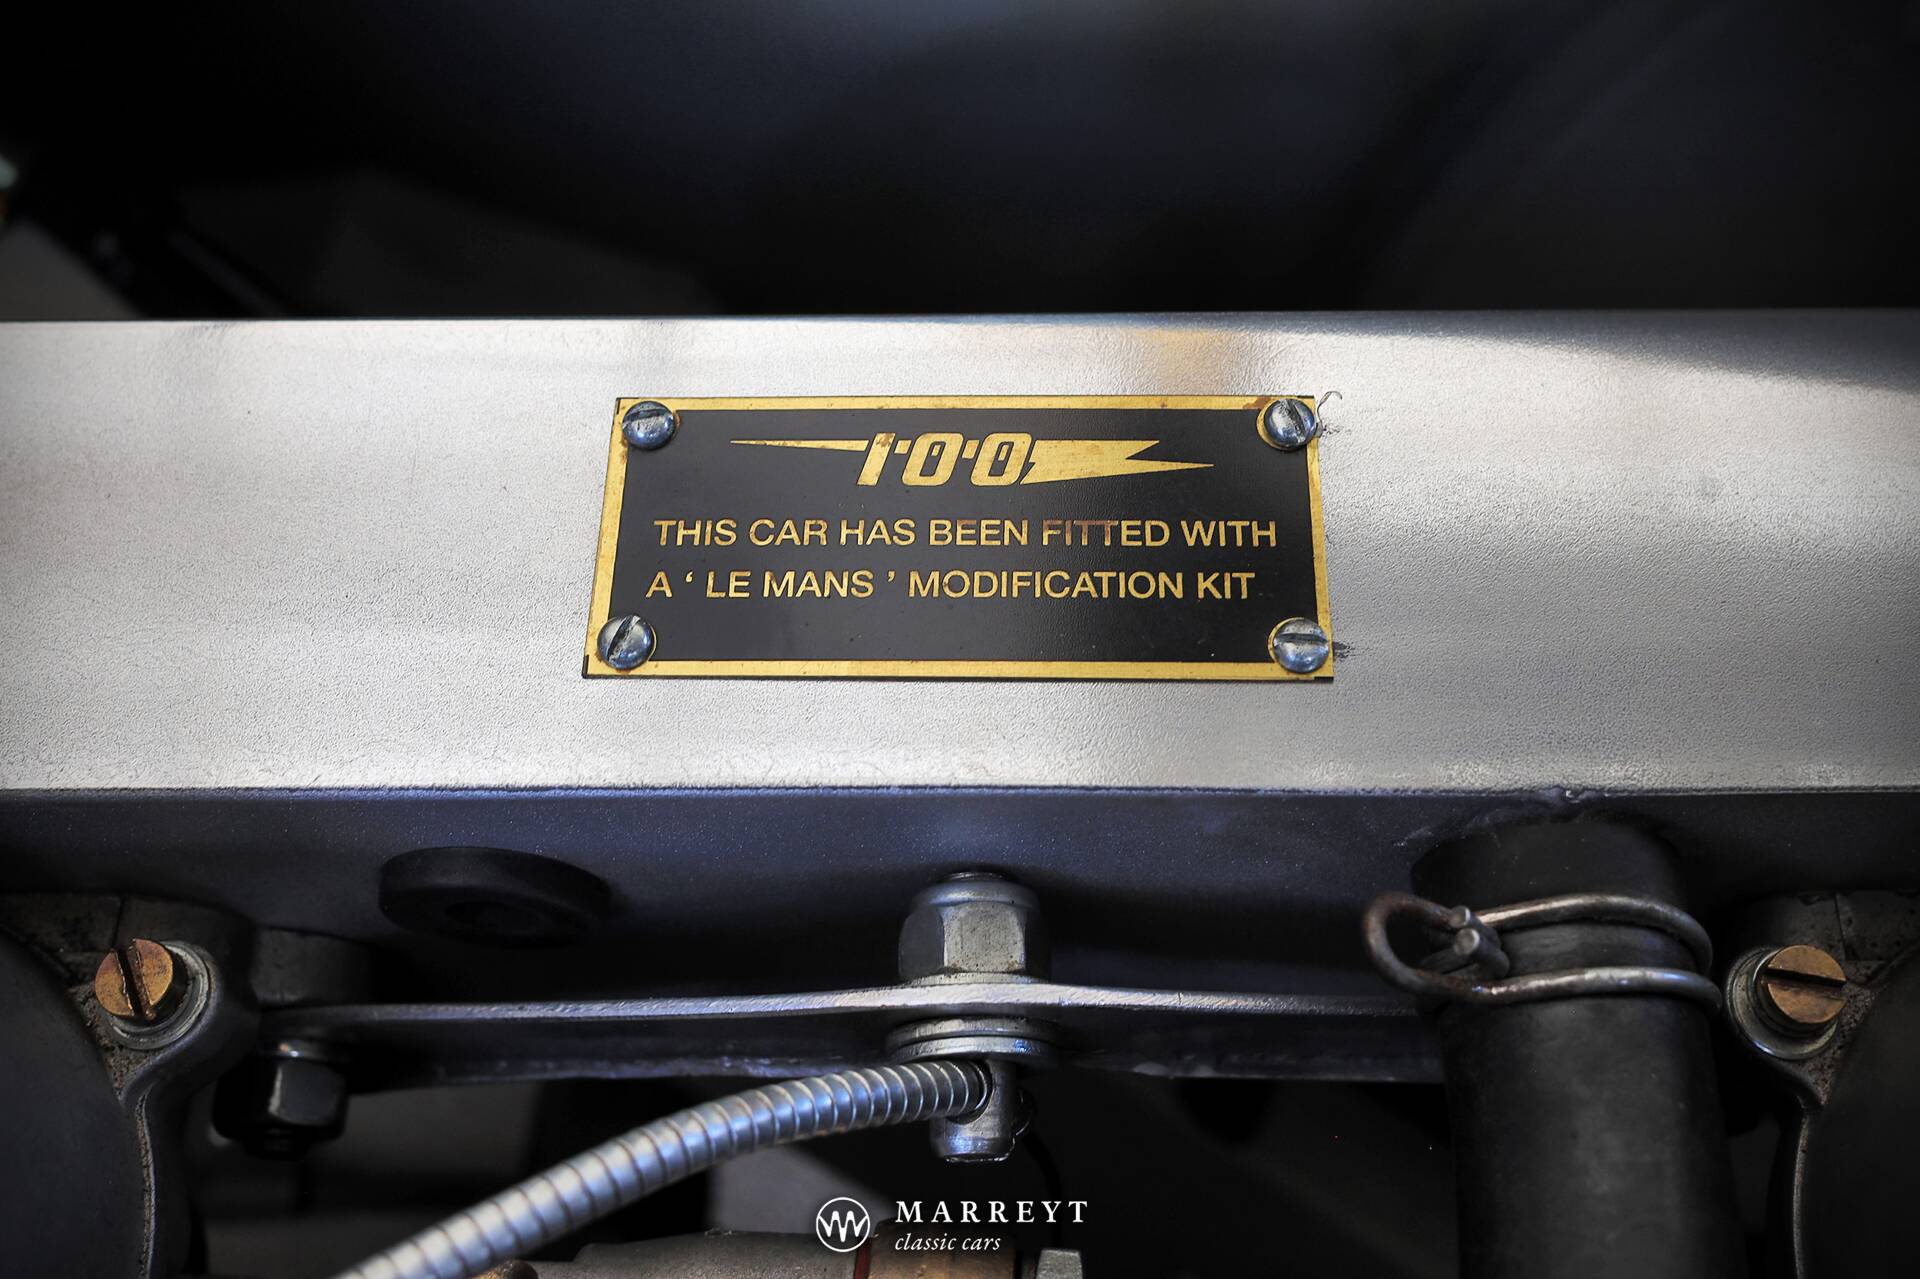 100
THIS CAR HAS BEEN FITTED WITH
A ‘ LE MANS ’ MODIFICATION KIT
MARREYT
classic cars